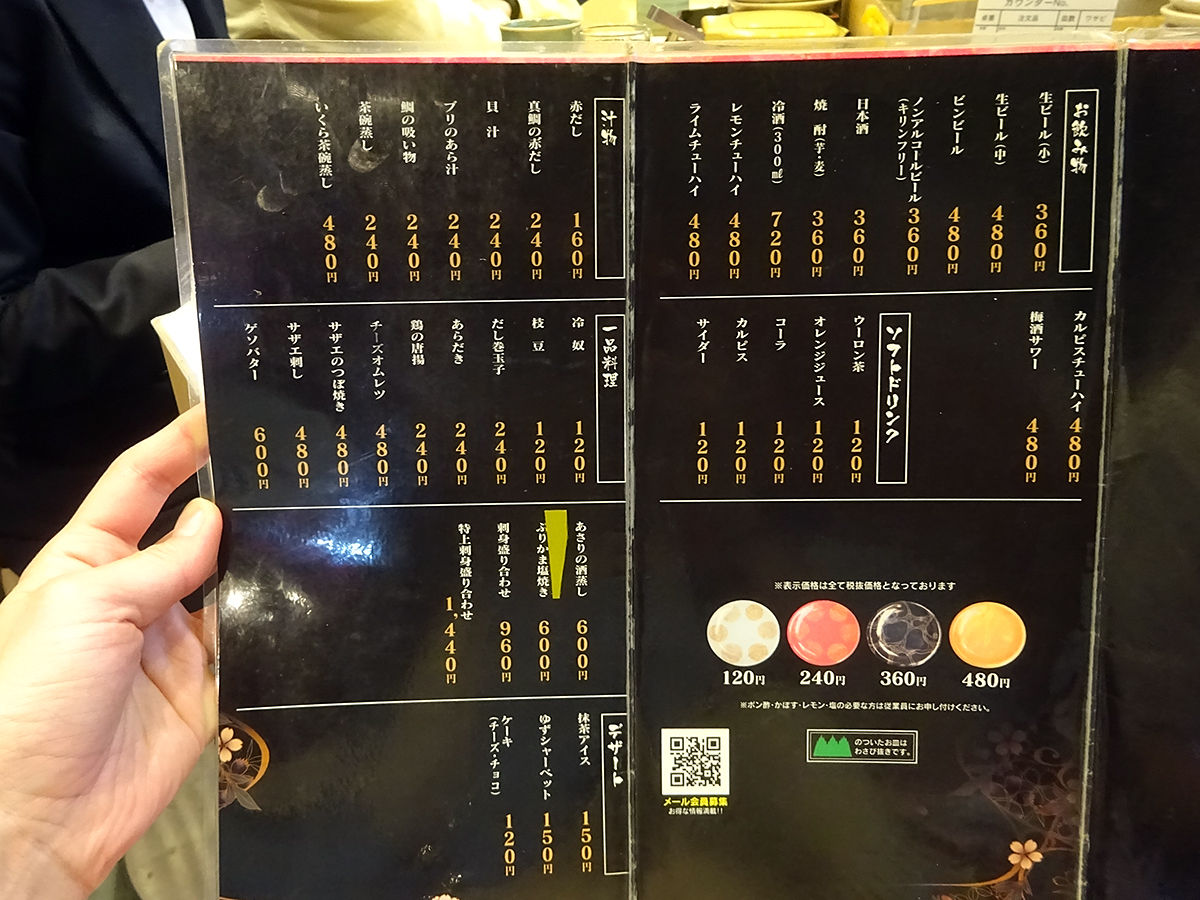 カウンターNo.
卓番 注文品 皿数 ワサビ
お飲み物
生ビール(小) 360円
生ビール(中) 480円
ビンビール 480円
ノンアルコールビール
(キリンフリー) 360円
日本酒 360円
焼 酎(芋・麦) 360円
冷酒(300㎖) 720円
レモンチューハイ 480円
ライムチューハイ 480円
カルピスチューハイ 480円
梅酒サワー 480円
ソフトドリンク
ウーロン茶 120円
オレンジジュース 120円
コーラ 120円
カルピス 120円
サイダー 120円
※表示価格は全て税抜価格となっております
120円 240円 360円 480円
※ポン酢・かぼす・レモン・塩の必要な方は従業員にお申し付けください。
のついたお皿は
わさび抜きです。
メール会員募集
お得な情報満載!!
汁物
赤だし 160円
真鯛の赤だし 240円
貝 汁 240円
ブリのあら汁 240円
鯛の吸い物 240円
茶碗蒸し 240円
いくら茶碗蒸し 480円
一品料理
冷 奴 120円
枝 豆 120円
だし巻玉子 240円
あらだき 240円
鶏の唐揚 240円
チーズオムレツ 480円
サザエのつぼ焼き 480円
サザエ刺し 480円
ゲソバター 600円
あさりの酒蒸し 600円
ぶりかま塩焼き 600円
刺身盛り合わせ 960円
特上刺身盛り合わせ 1,440円
デザート
抹茶アイス 150円
ゆずシャーベット 150円
ケーキ
(チーズ・チョコ) 120円